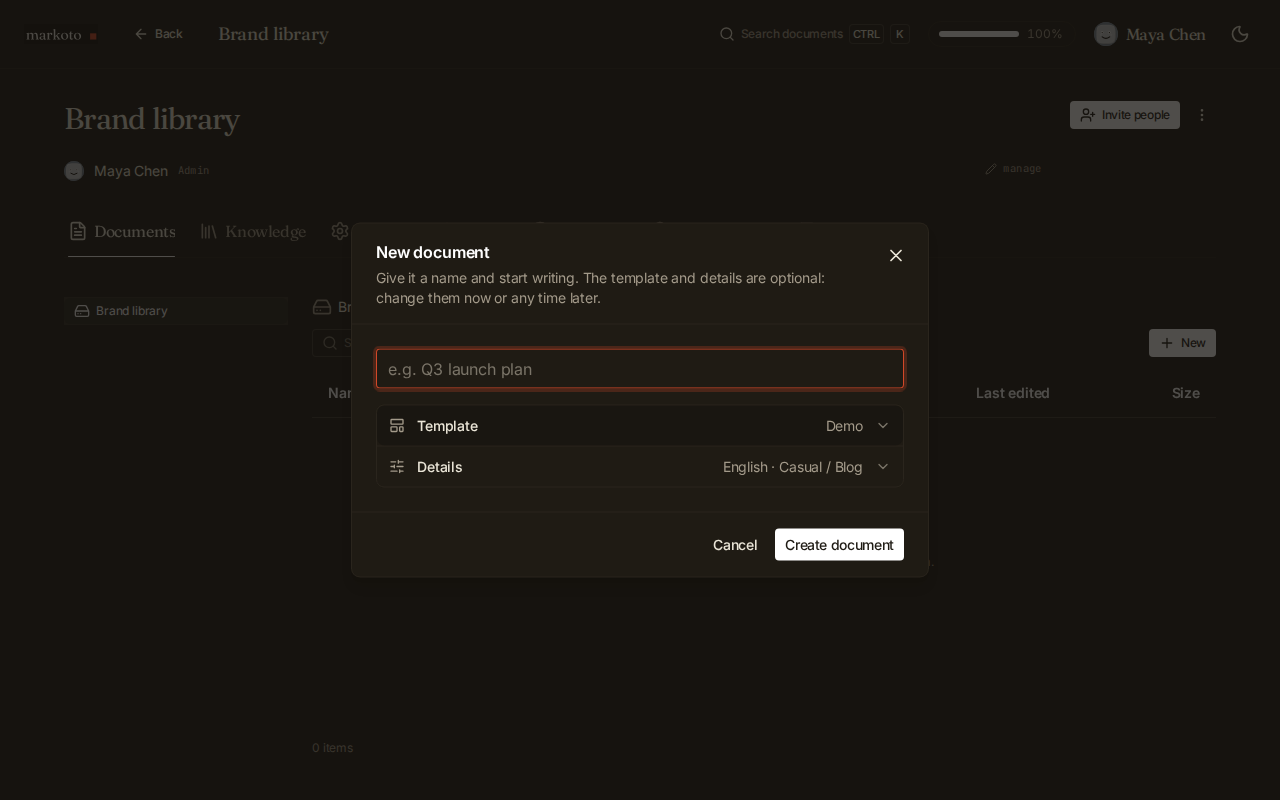 markoto
Back
Brand library
Search documents CTRL K
100%
Maya Chen
Brand library
Invite people
Maya Chen Admin
manage
Documents
Knowledge
Brand library
New
Last edited
Size
New document
Give it a name and start writing. The template and details are optional:
change them now or any time later.
e.g. Q3 launch plan
Template
Demo
Details
English · Casual / Blog
Cancel
Create document
0 items